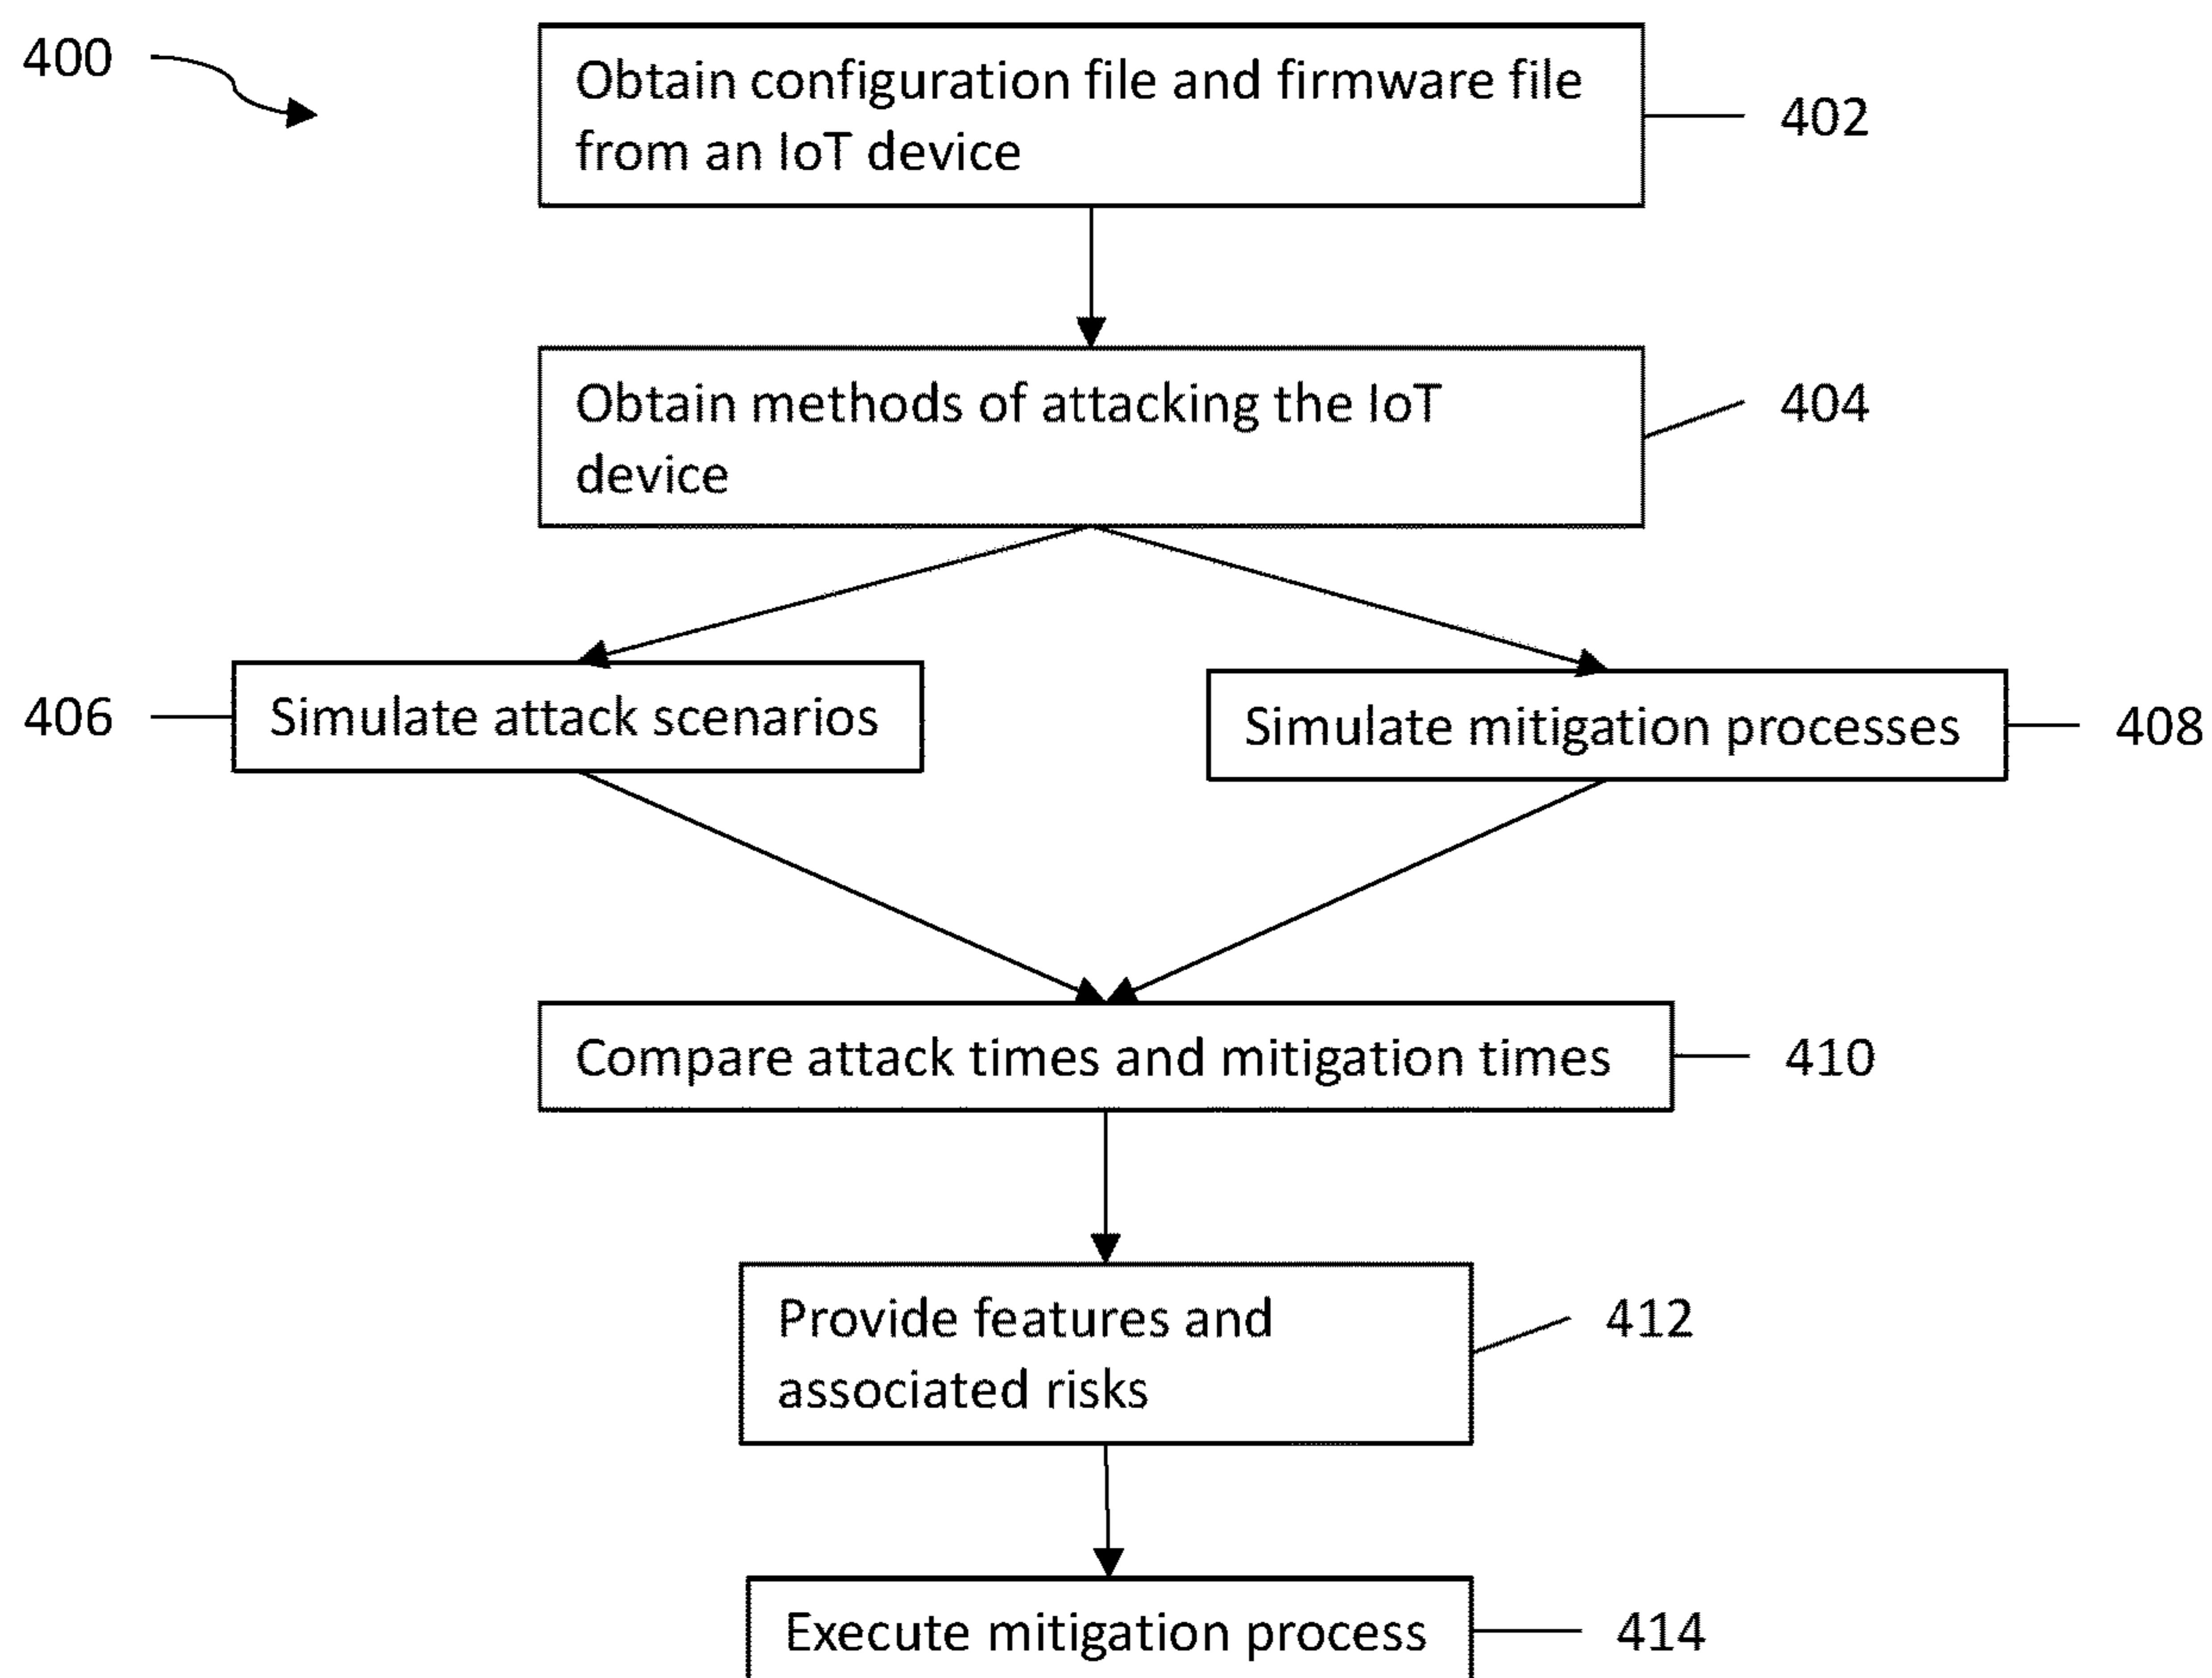 400
Obtain configuration file and firmware file
from an IoT device
402
Obtain methods of attacking the IoT
device
404
406
Simulate attack scenarios
Simulate mitigation processes
408
Compare attack times and mitigation times
410
Provide features and
associated risks
412
Execute mitigation process
414